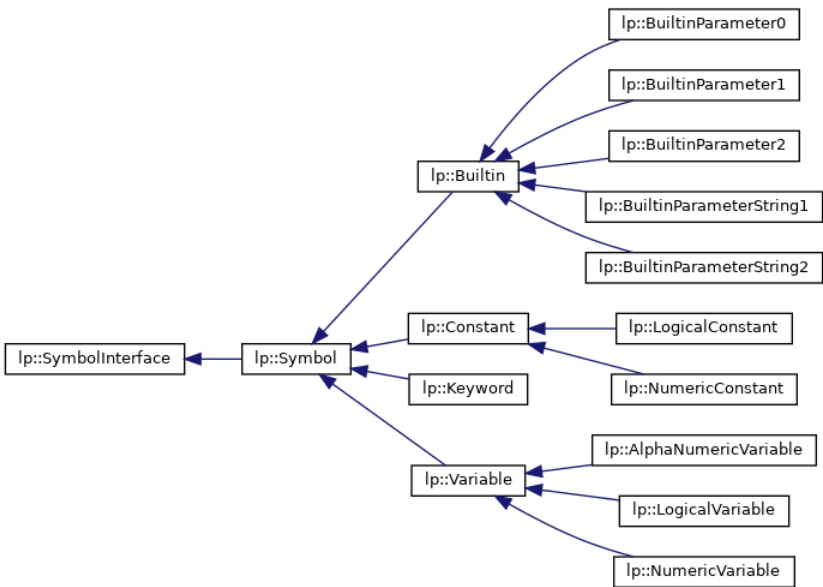 lp::BuiltinParameter0
lp::BuiltinParameter1
lp::BuiltinParameter2
lp::Builtin
lp::BuiltinParameterString1
lp::BuiltinParameterString2
lp::Constant
lp::LogicalConstant
lp::SymbolInterface
lp::Symbol
lp::Keyword
lp::NumericConstant
lp::AlphaNumericVariable
lp::Variable
lp::LogicalVariable
lp::NumericVariable